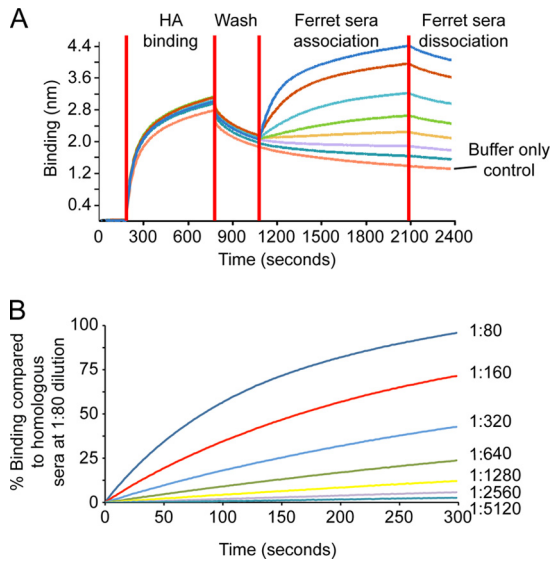 A
HA
binding
Wash
Ferret sera
association
Ferret sera
dissociation
Binding (nm)
4.4
3.6
2.8
2.0
1.2
0.4
Buffer only
control
0 300 600 900 1200 1500 1800 2100 2400
Time (seconds)
B
% Binding compared
to homologous
sera at 1:80 dilution
100
75
50
25
0
1:80
1:160
1:320
1:640
1:1280
1:2560
1:5120
0 50 100 150 200 250 300
Time (seconds)